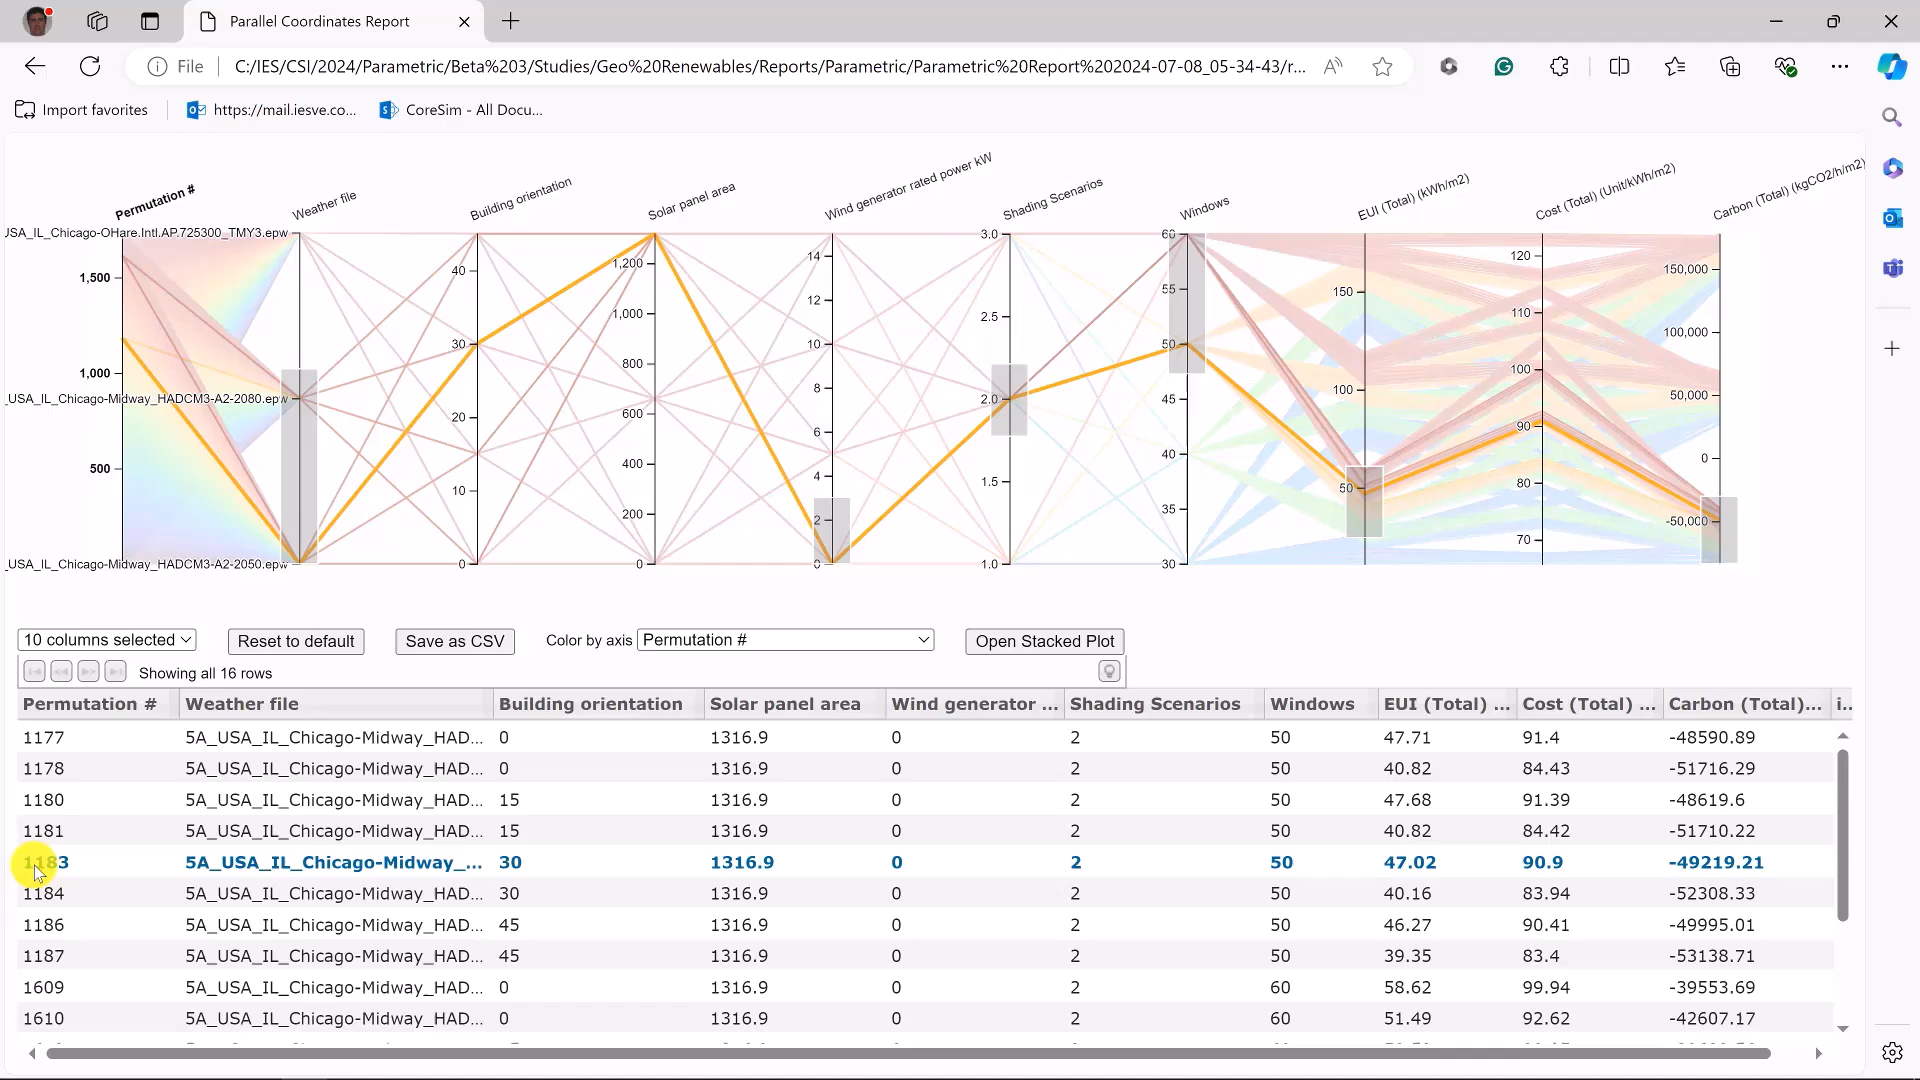 Parallel Coordinates Report
File
C:/IES/CSI/2024/Parametric/Beta%203/Studies/Geo%20Renewables/Reports/Parametric/Parametric%20Report%202024-07-08_05-34-43/r...
Import favorites
https://mail.iesve.co...
CoreSim - All Docu...
Permutation #
Weather file
Building orientation
Solar panel area
Wind generator rated power kW
Shading Scenarios
Windows
EUI (Total) (kWh/m2)
Cost (Total) (Unit/kWh/m2)
Carbon (Total) (kgCO2/h/m2)
USA_IL_Chicago-OHare.Intl.AP.725300_TMY3.epw
_USA_IL_Chicago-Midway_HADCM3-A2-2080.epw
_USA_IL_Chicago-Midway_HADCM3-A2-2050.epw
1,500
1,000
500
40
30
20
10
0
1,200
1,000
800
600
400
200
0
14
12
10
8
6
4
2
0
3.0
2.5
2.0
1.5
1.0
60
55
50
45
40
35
30
150
100
50
120
110
100
90
80
70
150,000
100,000
50,000
0
-50,000
10 columns selected
Reset to default
Save as CSV
Color by axis
Permutation #
Open Stacked Plot
Showing all 16 rows
Permutation # Weather file Building orientation Solar panel area Wind generator ... Shading Scenarios Windows EUI (Total) ... Cost (Total) ... Carbon (Total)... i..
1177 5A_USA_IL_Chicago-Midway_HAD... 0 1316.9 0 2 50 47.71 91.4 -48590.89
1178 5A_USA_IL_Chicago-Midway_HAD... 0 1316.9 0 2 50 40.82 84.43 -51716.29
1180 5A_USA_IL_Chicago-Midway_HAD... 15 1316.9 0 2 50 47.68 91.39 -48619.6
1181 5A_USA_IL_Chicago-Midway_HAD... 15 1316.9 0 2 50 40.82 84.42 -51710.22
1183 5A_USA_IL_Chicago-Midway_... 30 1316.9 0 2 50 47.02 90.9 -49219.21
1184 5A_USA_IL_Chicago-Midway_HAD... 30 1316.9 0 2 50 40.16 83.94 -52308.33
1186 5A_USA_IL_Chicago-Midway_HAD... 45 1316.9 0 2 50 46.27 90.41 -49995.01
1187 5A_USA_IL_Chicago-Midway_HAD... 45 1316.9 0 2 50 39.35 83.4 -53138.71
1609 5A_USA_IL_Chicago-Midway_HAD... 0 1316.9 0 2 60 58.62 99.94 -39553.69
1610 5A_USA_IL_Chicago-Midway_HAD... 0 1316.9 0 2 60 51.49 92.62 -42607.17